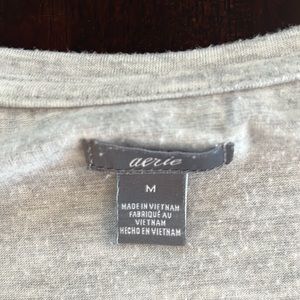 aerie
M
MADE IN VIETNAM
FABRIQUÉ AU
VIETNAM
HECHO EN VIETNAM